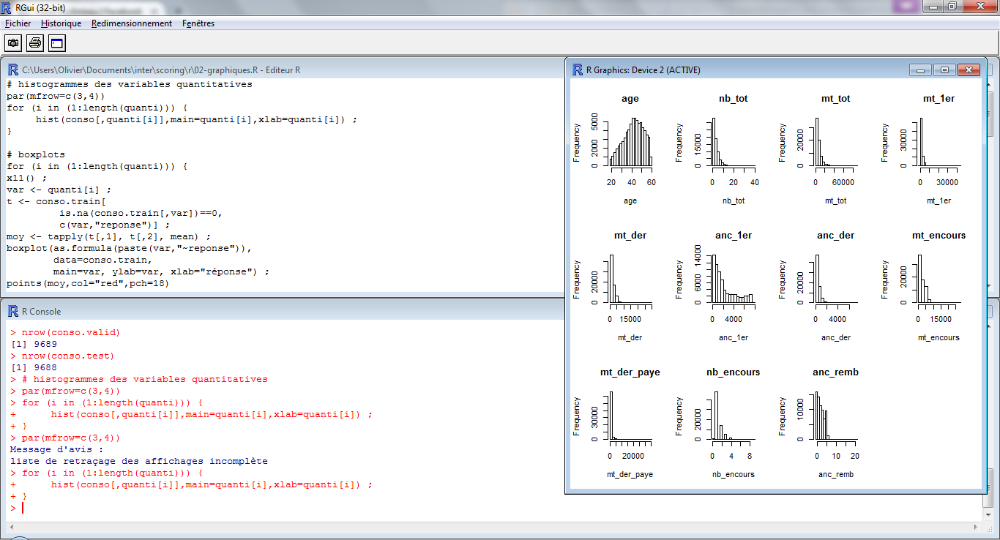 RGui (32-bit)
Fichier Historique Redimensionnement Fenêtres
C:\Users\Olivier\Documents\inter\scoring\r\02-graphiques.R - Editeur R
# histogrammes des variables quantitatives
par(mfrow=c(3,4))
for (i in (1:length(quanti))) {
hist(conso[,quanti[i]],main=quanti[i],xlab=quanti[i]) ;
}
# boxplots
for (i in (1:length(quanti))) {
x11() ;
var <- quanti[i] ;
t <- conso.train[
is.na(conso.train[,var])==0,
c(var,"reponse")] ;
moy <- tapply(t[,1], t[,2], mean) ;
boxplot(as.formula(paste(var,"~reponse")),
data=conso.train,
main=var, ylab=var, xlab="réponse") ;
points(moy,col="red",pch=18)
R Console
> nrow(conso.valid)
[1] 9689
> nrow(conso.test)
[1] 9688
> # histogrammes des variables quantitatives
> par(mfrow=c(3,4))
> for (i in (1:length(quanti))) {
+ hist(conso[,quanti[i]],main=quanti[i],xlab=quanti[i]) ;
+ }
> par(mfrow=c(3,4))
Message d'avis :
liste de retraçage des affichages incomplète
> for (i in (1:length(quanti))) {
+ hist(conso[,quanti[i]],main=quanti[i],xlab=quanti[i]) ;
+ }
>
R Graphics: Device 2 (ACTIVE)
age
Frequency
0 2000 5000
20 40 60
age
nb_tot
Frequency
0 15000
0 20 40
nb_tot
mt_tot
Frequency
0 20000
0 60000
mt_tot
mt_1er
Frequency
0 30000
0 30000
mt_1er
mt_der
Frequency
0 20000
0 15000
mt_der
anc_1er
Frequency
0 6000 14000
0 4000
anc_1er
anc_der
Frequency
0 20000
0 4000
anc_der
mt_encours
Frequency
0 20000
0 15000
mt_encours
mt_der_paye
Frequency
0 30000
0 20000
mt_der_paye
nb_encours
Frequency
0 20000
0 4 8
nb_encours
anc_remb
Frequency
0 10000
0 10 20
anc_remb